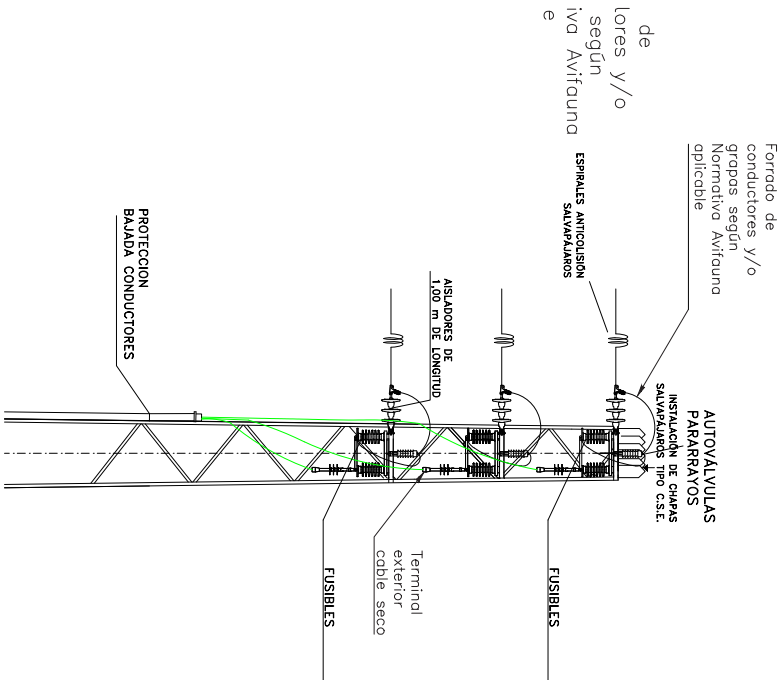 de
lores y/o
según
iva Avifauna
e
Forrado de
conductores y/o
grapas según
Normativa Avifauna
aplicable
ESPIRALES ANTICOLISIÓN
SALVAPÁJAROS
AUTOVÁLVULAS
PARARRAYOS
INSTALACIÓN DE CHAPAS
SALVAPÁJAROS TIPO C.S.E.
AISLADORES DE
1,00 m DE LONGITUD
PROTECCION
BAJADA CONDUCTORES
FUSIBLES
Terminal
exterior
cable seco
FUSIBLES